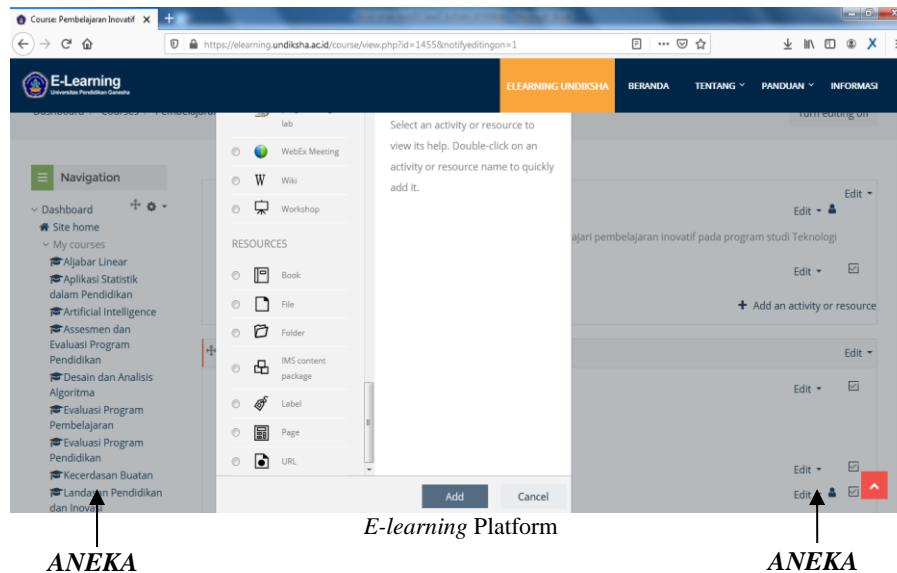 Course: Pembelajaran Inovatif
https://elearning.undiksha.ac.id/course/view.php?id=1455&notifyeditingon=1
E-Learning
Universitas Pendidikan Ganesha
ELEARNING UNDIKSHA BERANDA TENTANG PANDUAN INFORMASI
Dashboard / Courses / Pembelajaran
Turn editing off
Navigation
Dashboard
Site home
My courses
Aljabar Linear
Aplikasi Statistik
dalam Pendidikan
Artificial Intelligence
Assesmen dan
Evaluasi Program
Pendidikan
Desain dan Analisis
Algoritma
Evaluasi Program
Pembelajaran
Evaluasi Program
Pendidikan
Kecerdasan Buatan
Landasan Pendidikan
dan Inovasi
lab
WebEx Meeting
Wiki
Workshop
RESOURCES
Book
File
Folder
IMS content
package
Label
Page
URL
Select an activity or resource to
view its help. Double-click on an
activity or resource name to quickly
add it.
Add Cancel
Edit
Edit
ajari pembelajaran inovatif pada program studi Teknologi
Edit
Add an activity or resource
Edit
Edit
Edit
Edit
E-learning Platform
ANEKA ANEKA